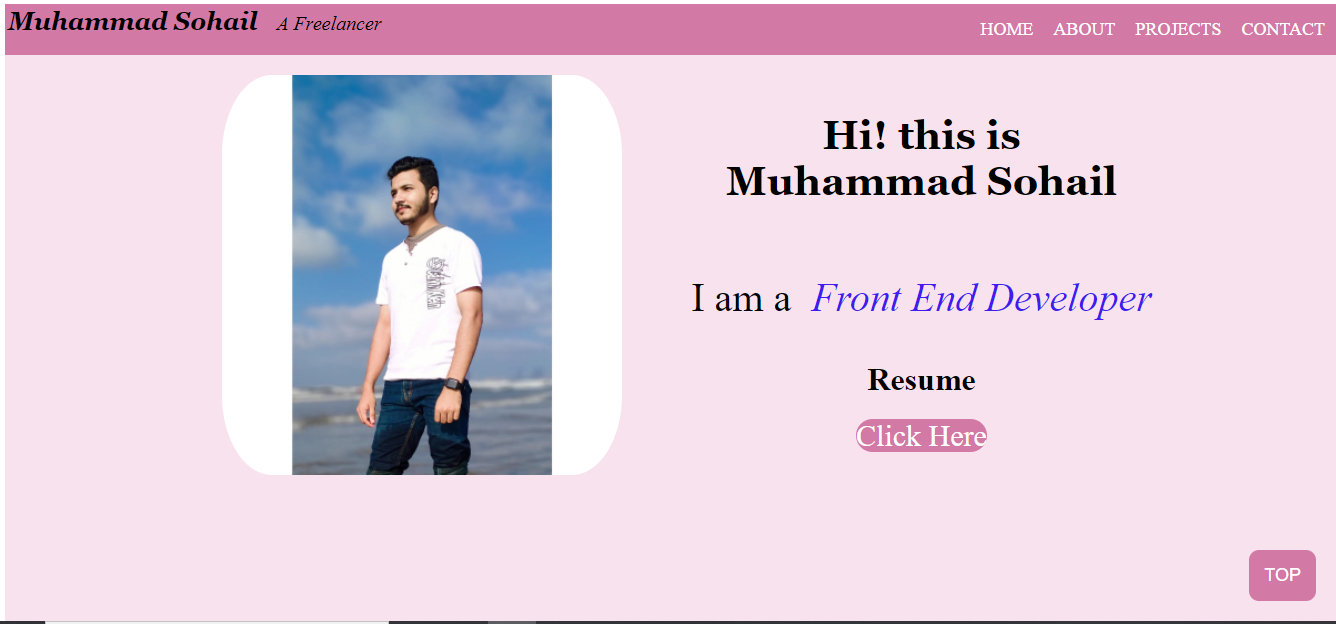 Muhammad Sohail A Freelancer
HOME ABOUT PROJECTS CONTACT
Hi! this is
Muhammad Sohail
I am a Front End Developer
Resume
Click Here
TOP